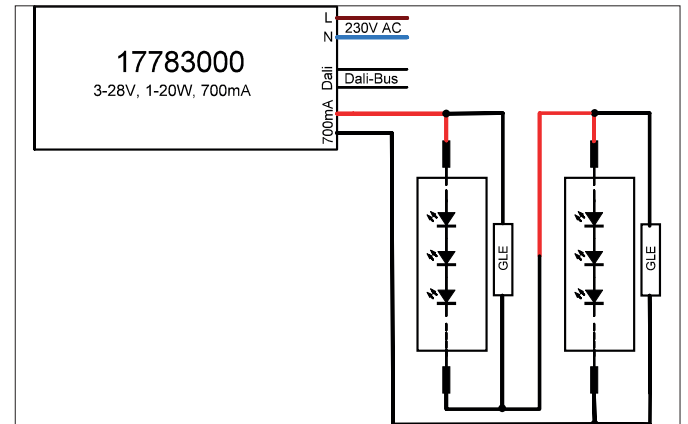 L
230V AC
N
17783000
3-28V, 1-20W, 700mA
Dali
Dali-Bus
700mA
GLE
GLE